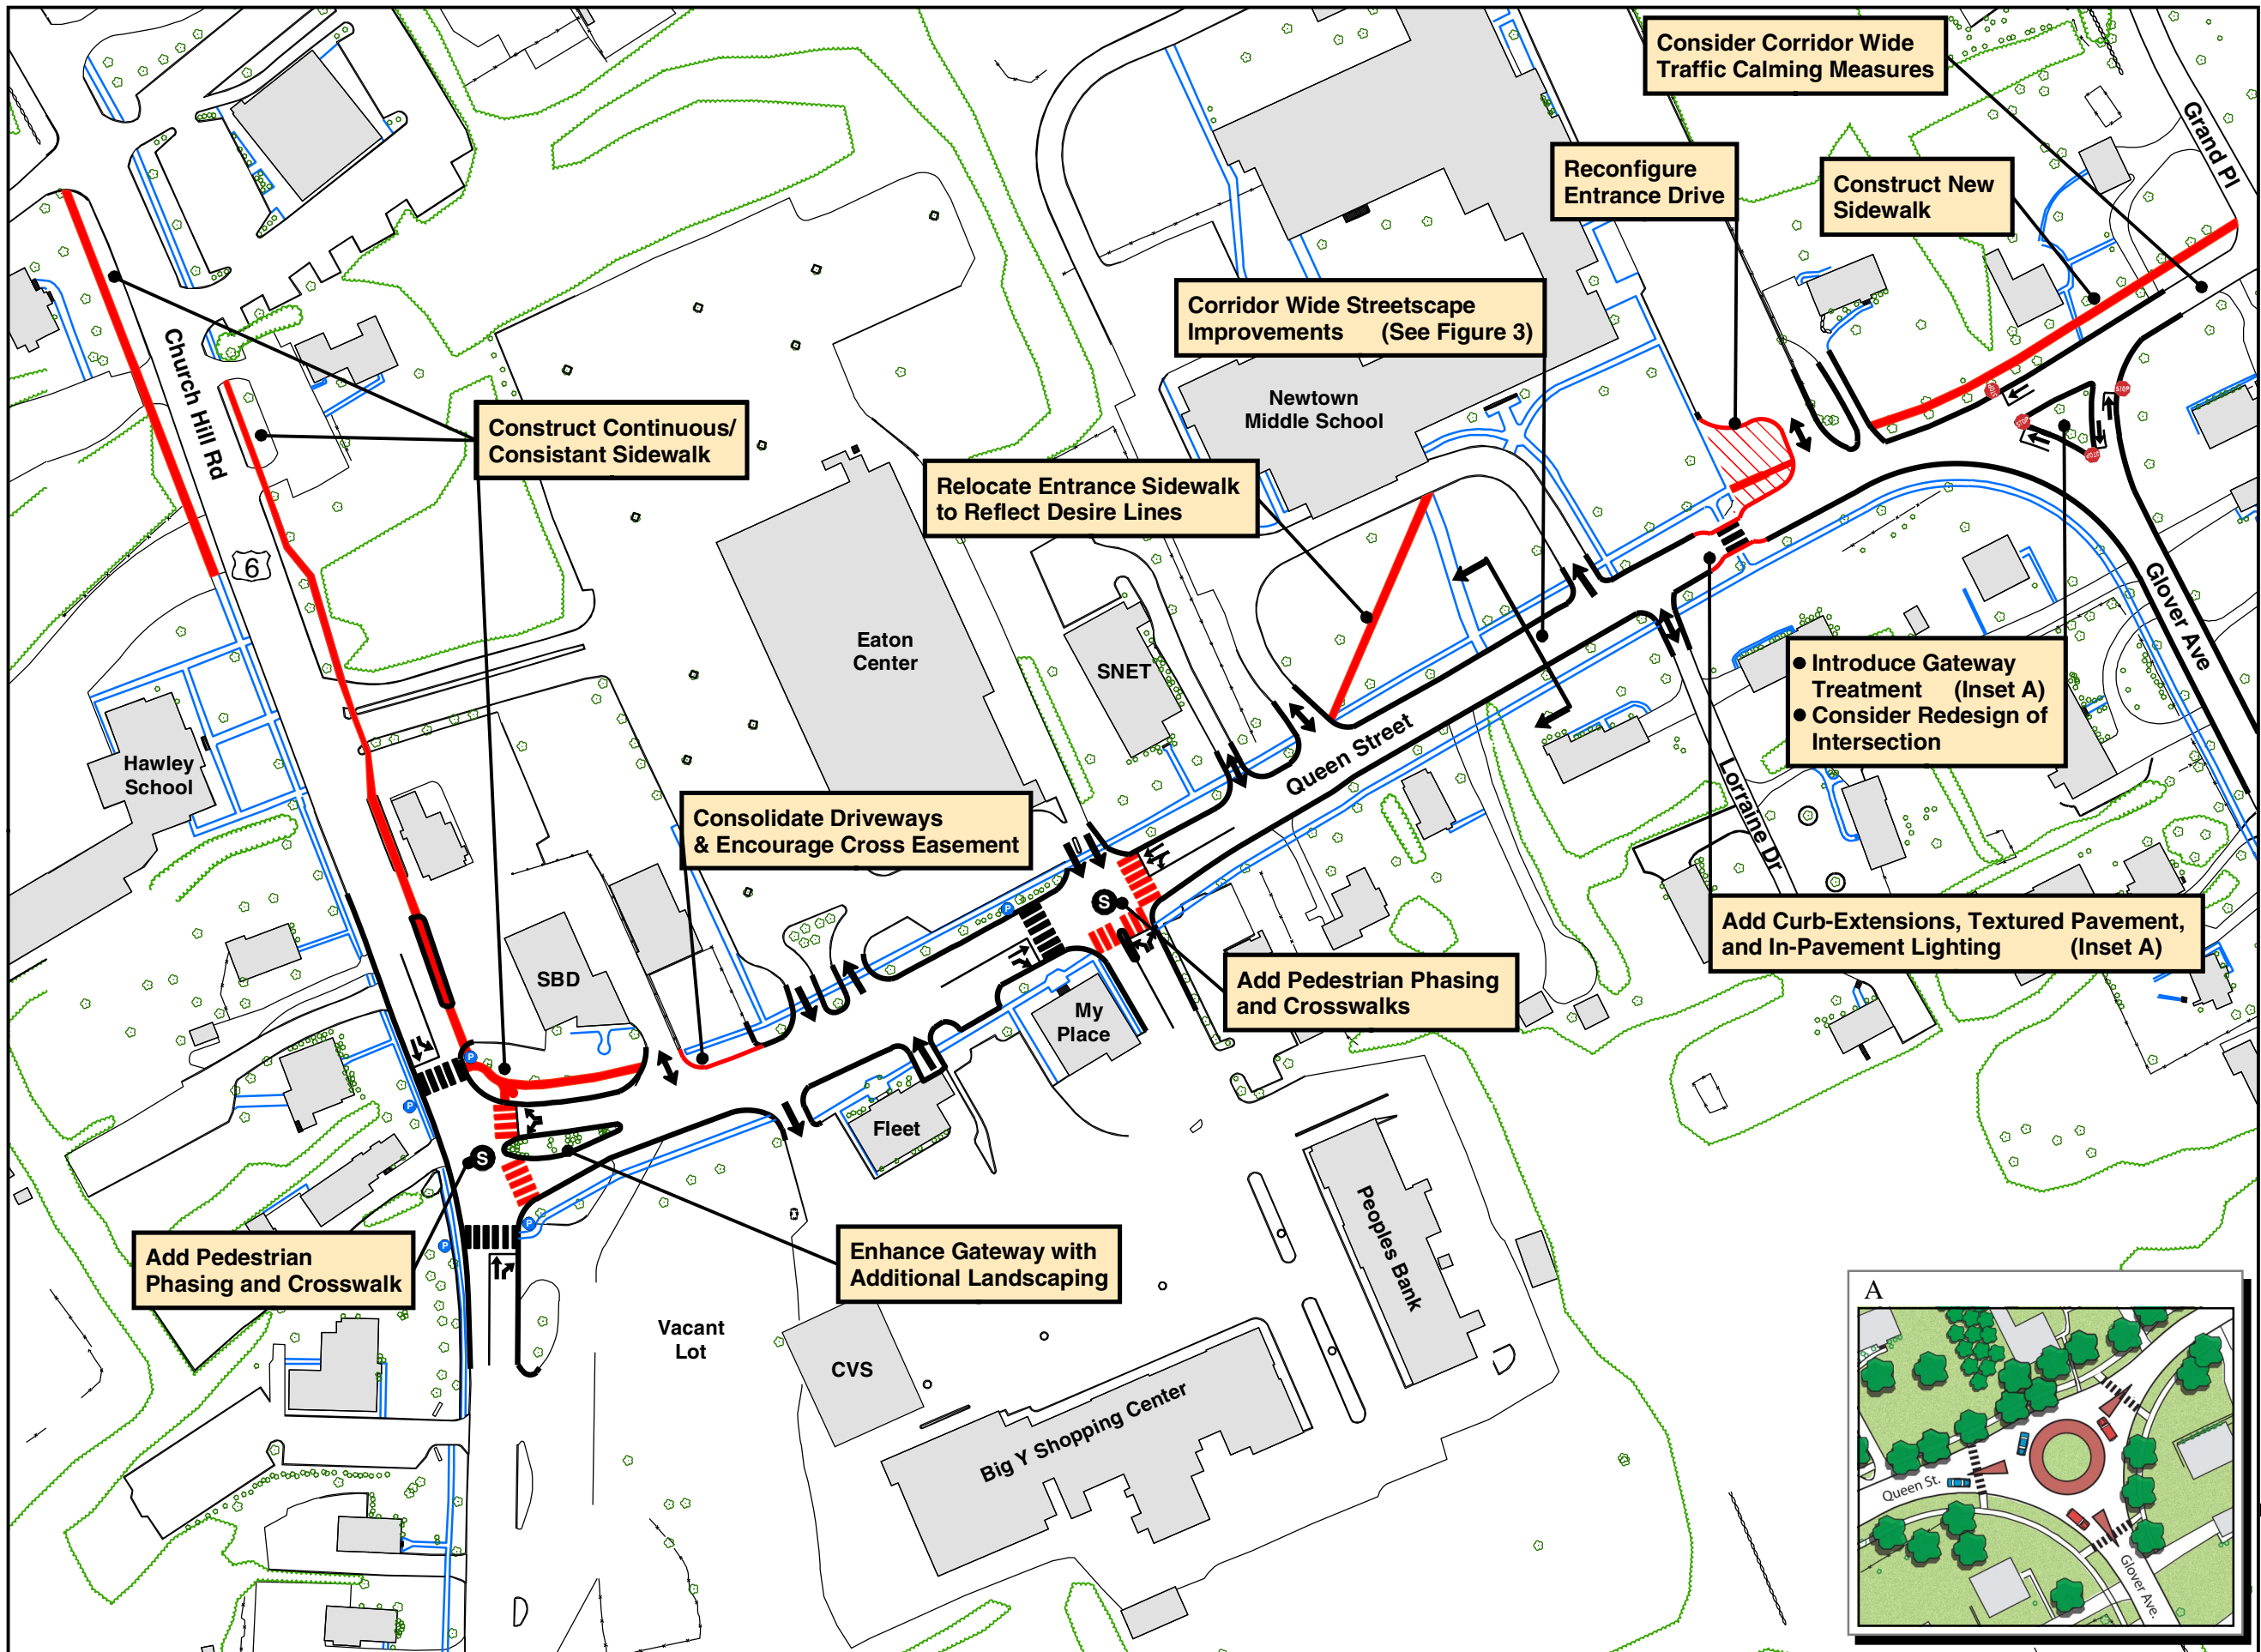 Consider Corridor Wide
Traffic Calming Measures
Grand Pl
Reconfigure
Entrance Drive
Construct New
Sidewalk
Corridor Wide Streetscape
Improvements (See Figure 3)
Church Hill Rd
Newtown
Middle School
Construct Continuous/
Consistant Sidewalk
Relocate Entrance Sidewalk
to Reflect Desire Lines
STOP
STOP
STOP
STOP
6
Glover Ave
Eaton
Center
SNET
● Introduce Gateway
Treatment (Inset A)
● Consider Redesign of
Intersection
Hawley
School
Queen Street
Lorraine Dr
Consolidate Driveways
& Encourage Cross Easement
P
S
Add Curb-Extensions, Textured Pavement,
and In-Pavement Lighting (Inset A)
SBD
Add Pedestrian Phasing
and Crosswalks
My
Place
P
P
Fleet
S
P
P
Add Pedestrian
Phasing and Crosswalk
Enhance Gateway with
Additional Landscaping
Peoples Bank
Vacant
Lot
CVS
Big Y Shopping Center
A
Queen St.
Glover Ave.